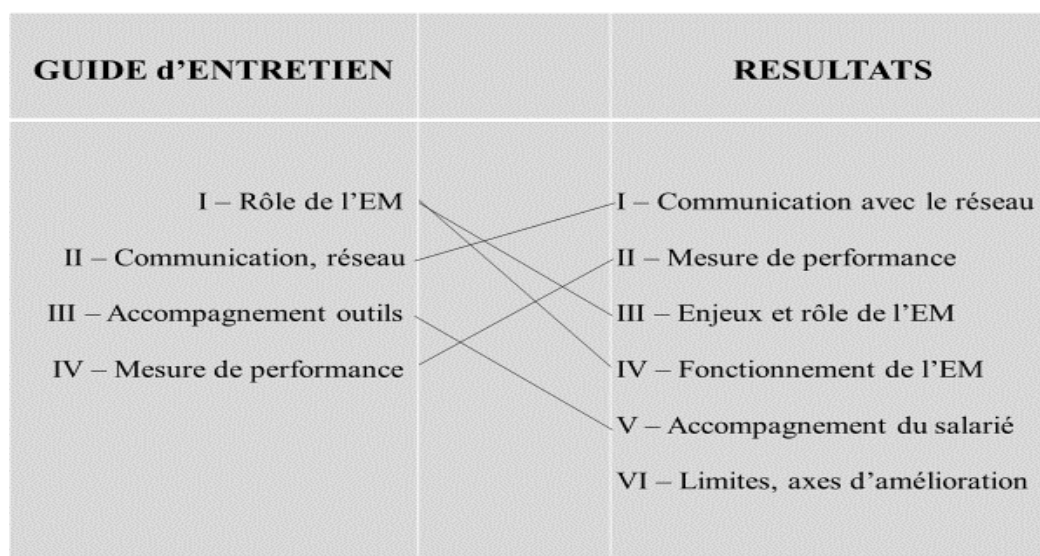 GUIDE d’ENTRETIEN
RESULTATS
I – Rôle de l’EM
II – Communication, réseau
III – Accompagnement outils
IV – Mesure de performance
I – Communication avec le réseau
II – Mesure de performance
III – Enjeux et rôle de l’EM
IV – Fonctionnement de l’EM
V – Accompagnement du salarié
VI – Limites, axes d’amélioration